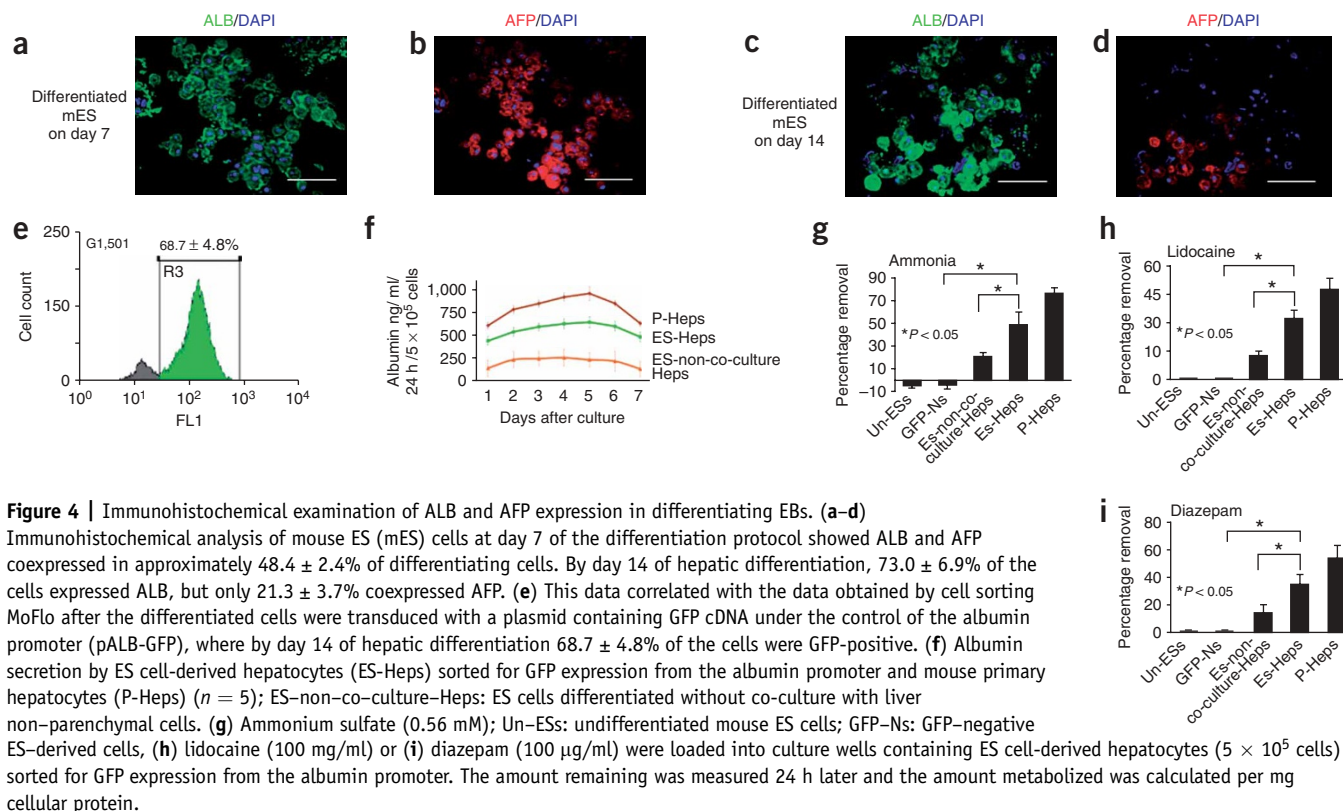 ALB/DAPI
AFP/DAPI
ALB/DAPI
AFP/DAPI
a
b
c
d
Differentiated
mES
on day 7
Differentiated
mES
on day 14
e
250
150
0
Cell count
G1,501
68.7 ± 4.8%
R3
10⁰
10¹
10²
10³
10⁴
FL1
f
Albumin ng/ ml/
24 h /5 × 10⁵ cells
1,000
750
500
250
0
P-Heps
ES-Heps
ES-non-co-culture
Heps
1 2 3 4 5 6 7
Days after culture
g
Percentage removal
Ammonia
90
70
50
30
10
−10
*
*
*P < 0.05
Un-ESs
GFP-Ns
Es-non-co-
culture-Heps
Es-Heps
P-Heps
h
Percentage removal
Lidocaine
60
45
30
10
0
*
*
*P < 0.05
Un-ESs
GFP-Ns
Es-non-
co-culture-Heps
Es-Heps
P-Heps
i
Percentage removal
Diazepam
80
60
40
20
0
*
*
*P < 0.05
Un-ESs
GFP-Ns
Es-non-
co-culture-Heps
Es-Heps
P-Heps
Figure 4 | Immunohistochemical examination of ALB and AFP expression in differentiating EBs. (a–d)
Immunohistochemical analysis of mouse ES (mES) cells at day 7 of the differentiation protocol showed ALB and AFP
coexpressed in approximately 48.4 ± 2.4% of differentiating cells. By day 14 of hepatic differentiation, 73.0 ± 6.9% of the
cells expressed ALB, but only 21.3 ± 3.7% coexpressed AFP. (e) This data correlated with the data obtained by cell sorting
MoFlo after the differentiated cells were transduced with a plasmid containing GFP cDNA under the control of the albumin
promoter (pALB-GFP), where by day 14 of hepatic differentiation 68.7 ± 4.8% of the cells were GFP-positive. (f) Albumin
secretion by ES cell-derived hepatocytes (ES-Heps) sorted for GFP expression from the albumin promoter and mouse primary
hepatocytes (P-Heps) (n = 5); ES–non–co–culture–Heps: ES cells differentiated without co-culture with liver
non–parenchymal cells. (g) Ammonium sulfate (0.56 mM); Un–ESs: undifferentiated mouse ES cells; GFP–Ns: GFP–negative
ES–derived cells, (h) lidocaine (100 mg/ml) or (i) diazepam (100 µg/ml) were loaded into culture wells containing ES cell-derived hepatocytes (5 × 10⁵ cells)
sorted for GFP expression from the albumin promoter. The amount remaining was measured 24 h later and the amount metabolized was calculated per mg
cellular protein.